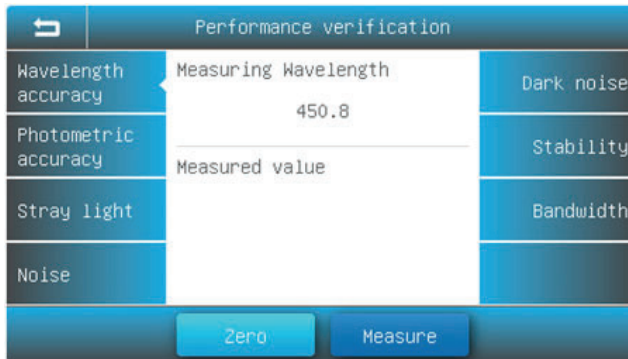 Performance verification
Wavelength
accuracy
Photometric
accuracy
Stray light
Noise
Measuring Wavelength
450.8
Measured value
Dark noise
Stability
Bandwidth
Zero
Measure